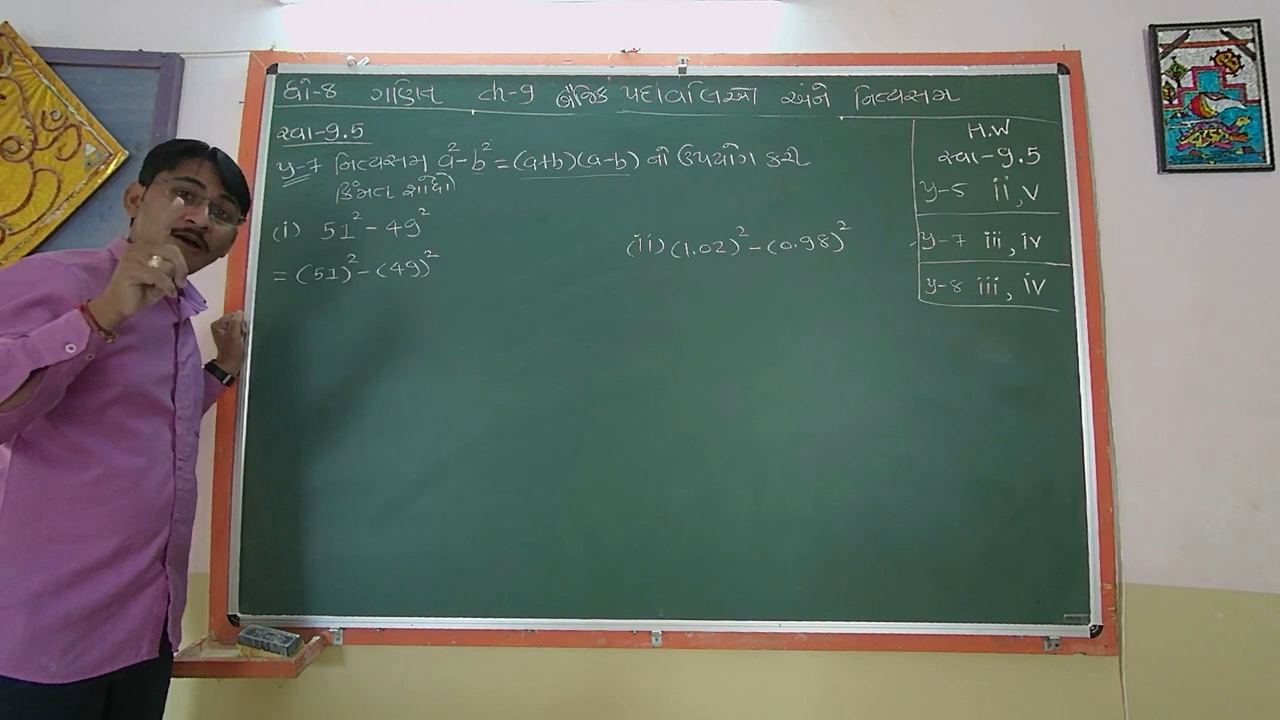 ધો-8 ગણિત ch-9 બૈજિક પદાવલિઓ અને નિત્યસમ
સ્વા-9.5
પ્ર-7 નિત્યસમ a²-b² = (a+b)(a-b) નો ઉપયોગ કરી
કિંમત શોધો
(i) 51² - 49²
= (51)² - (49)²
(ii) (1.02)² - (0.98)²
H.W
સ્વા-9.5
પ્ર-5 ii, v
પ્ર-7 iii, iv
પ્ર-8 iii, iv